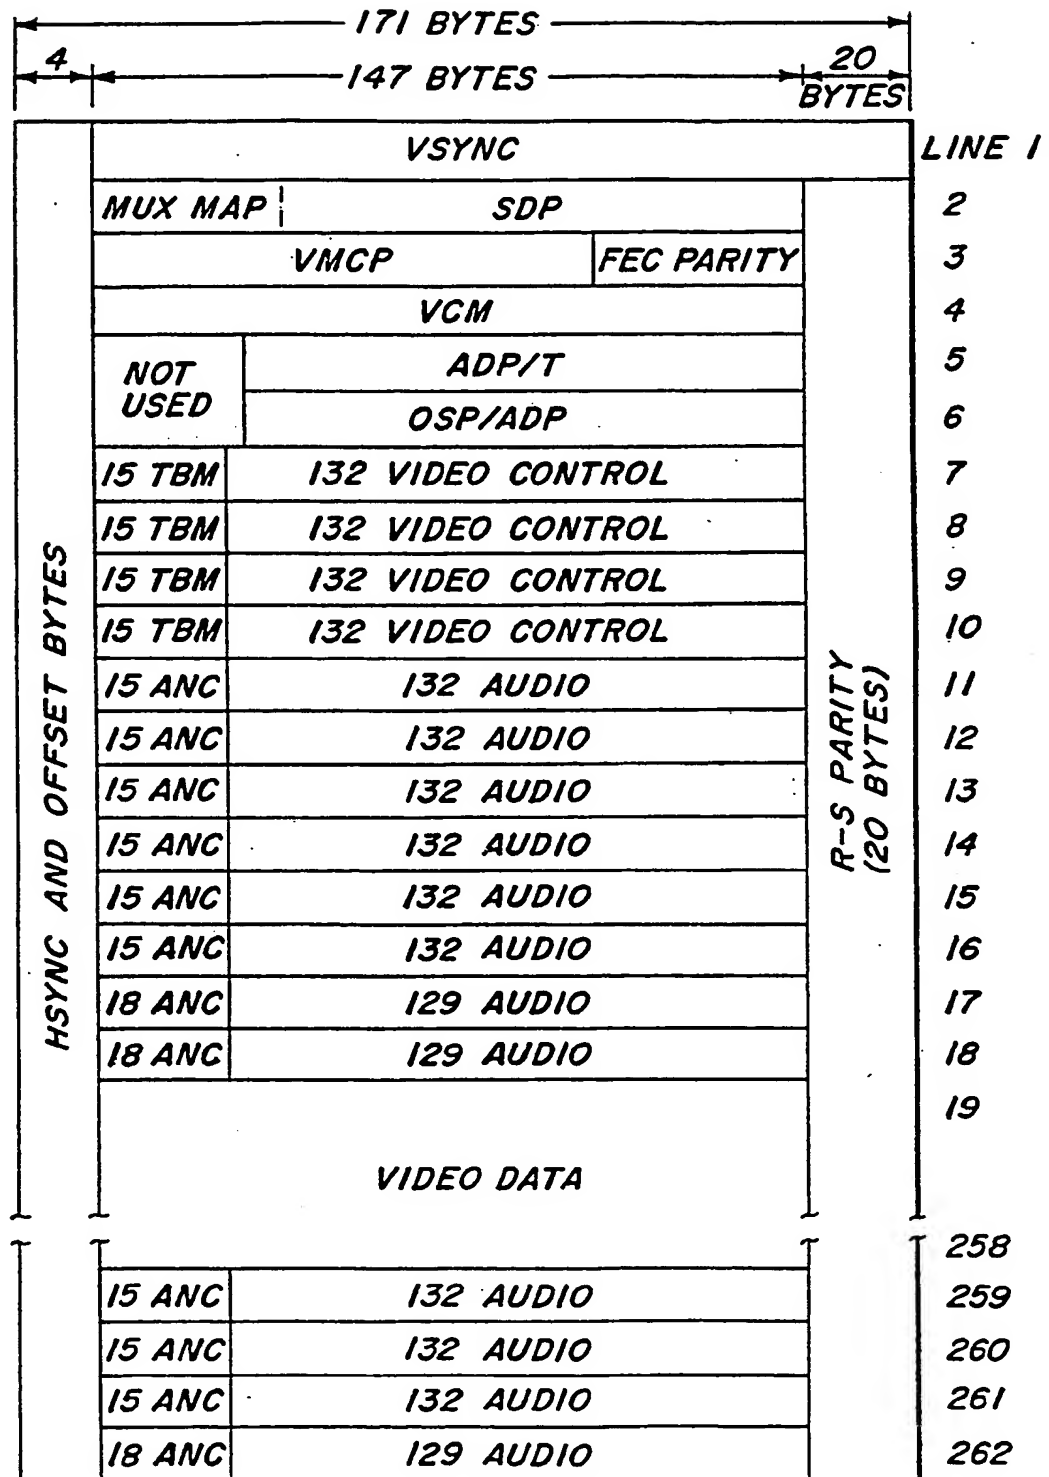 171 BYTES
4
147 BYTES
20
BYTES
VSYNC LINE 1
MUX MAP SDP 2
VMCP FEC PARITY 3
VCM 4
NOT
USED
ADP/T 5
OSP/ADP 6
15 TBM 132 VIDEO CONTROL 7
15 TBM 132 VIDEO CONTROL 8
15 TBM 132 VIDEO CONTROL 9
15 TBM 132 VIDEO CONTROL 10
15 ANC 132 AUDIO 11
15 ANC 132 AUDIO 12
15 ANC 132 AUDIO 13
15 ANC 132 AUDIO 14
15 ANC 132 AUDIO 15
15 ANC 132 AUDIO 16
18 ANC 129 AUDIO 17
18 ANC 129 AUDIO 18
19
VIDEO DATA
258
15 ANC 132 AUDIO 259
15 ANC 132 AUDIO 260
15 ANC 132 AUDIO 261
18 ANC 129 AUDIO 262
HSYNC AND OFFSET BYTES
R-S PARITY
(20 BYTES)